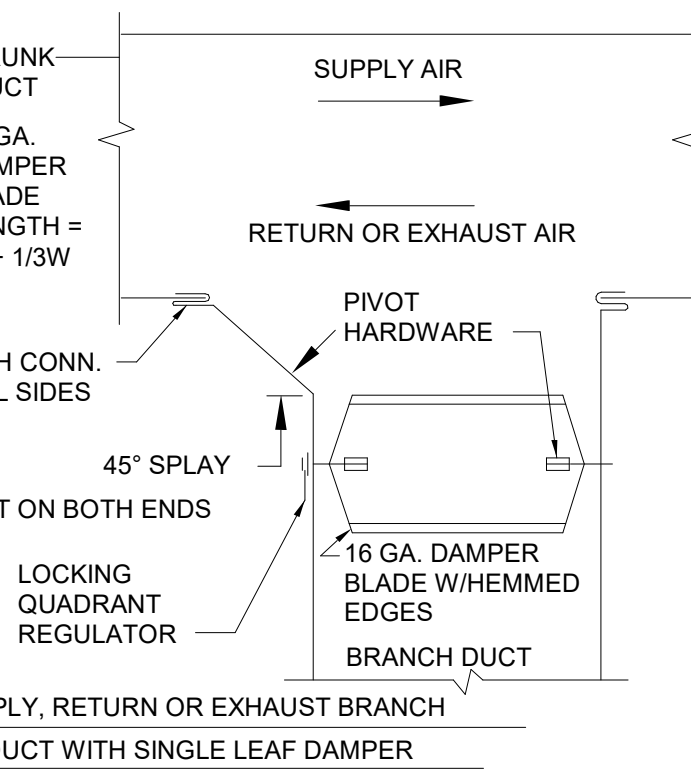 UNK
UCT
SUPPLY AIR
GA.
MPER
ADE
NGTH =
1/3W
RETURN OR EXHAUST AIR
PIVOT
HARDWARE
H CONN.
L SIDES
45° SPLAY
T ON BOTH ENDS
16 GA. DAMPER
BLADE W/HEMMED
EDGES
LOCKING
QUADRANT
REGULATOR
BRANCH DUCT
PLY, RETURN OR EXHAUST BRANCH
DUCT WITH SINGLE LEAF DAMPER